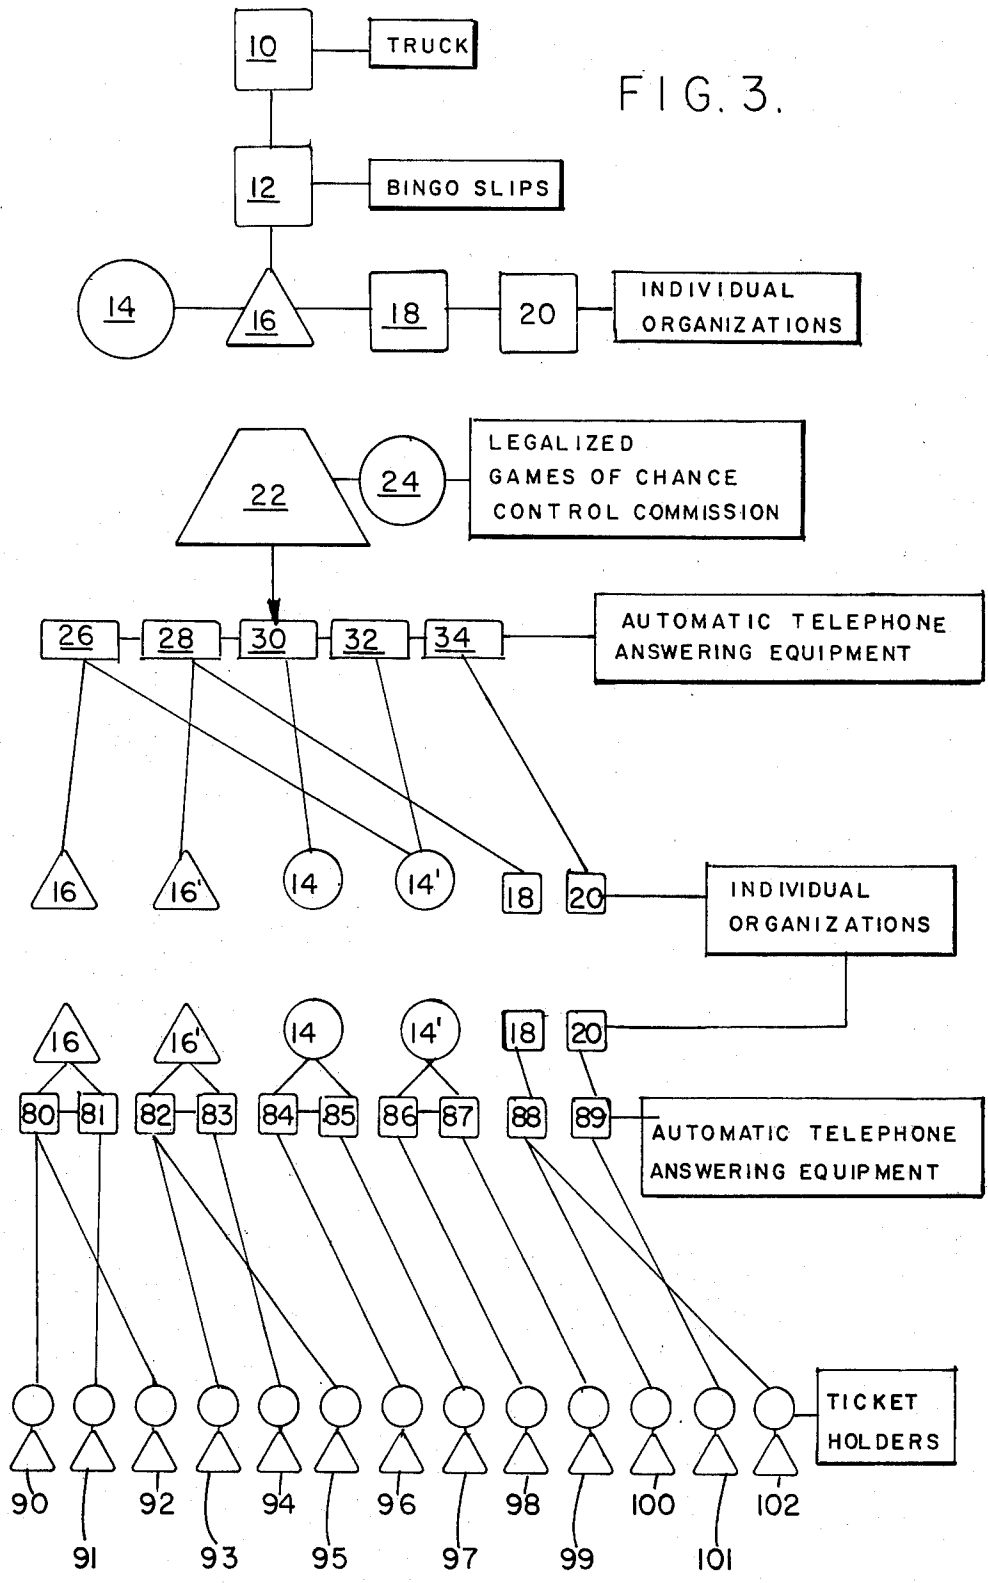 10 TRUCK
FIG. 3.
12 BINGO SLIPS
14 16 18 20 INDIVIDUAL
ORGANIZATIONS
LEGALIZED
22 24 GAMES OF CHANCE
CONTROL COMMISSION
26 28 30 32 34 AUTOMATIC TELEPHONE
ANSWERING EQUIPMENT
16 16' 14 14' 18 20 INDIVIDUAL
ORGANIZATIONS
16 16' 14 14' 18 20
80 81 82 83 84 85 86 87 88 89 AUTOMATIC TELEPHONE
ANSWERING EQUIPMENT
TICKET
HOLDERS
90 92 94 96 98 100 102
91 93 95 97 99 101